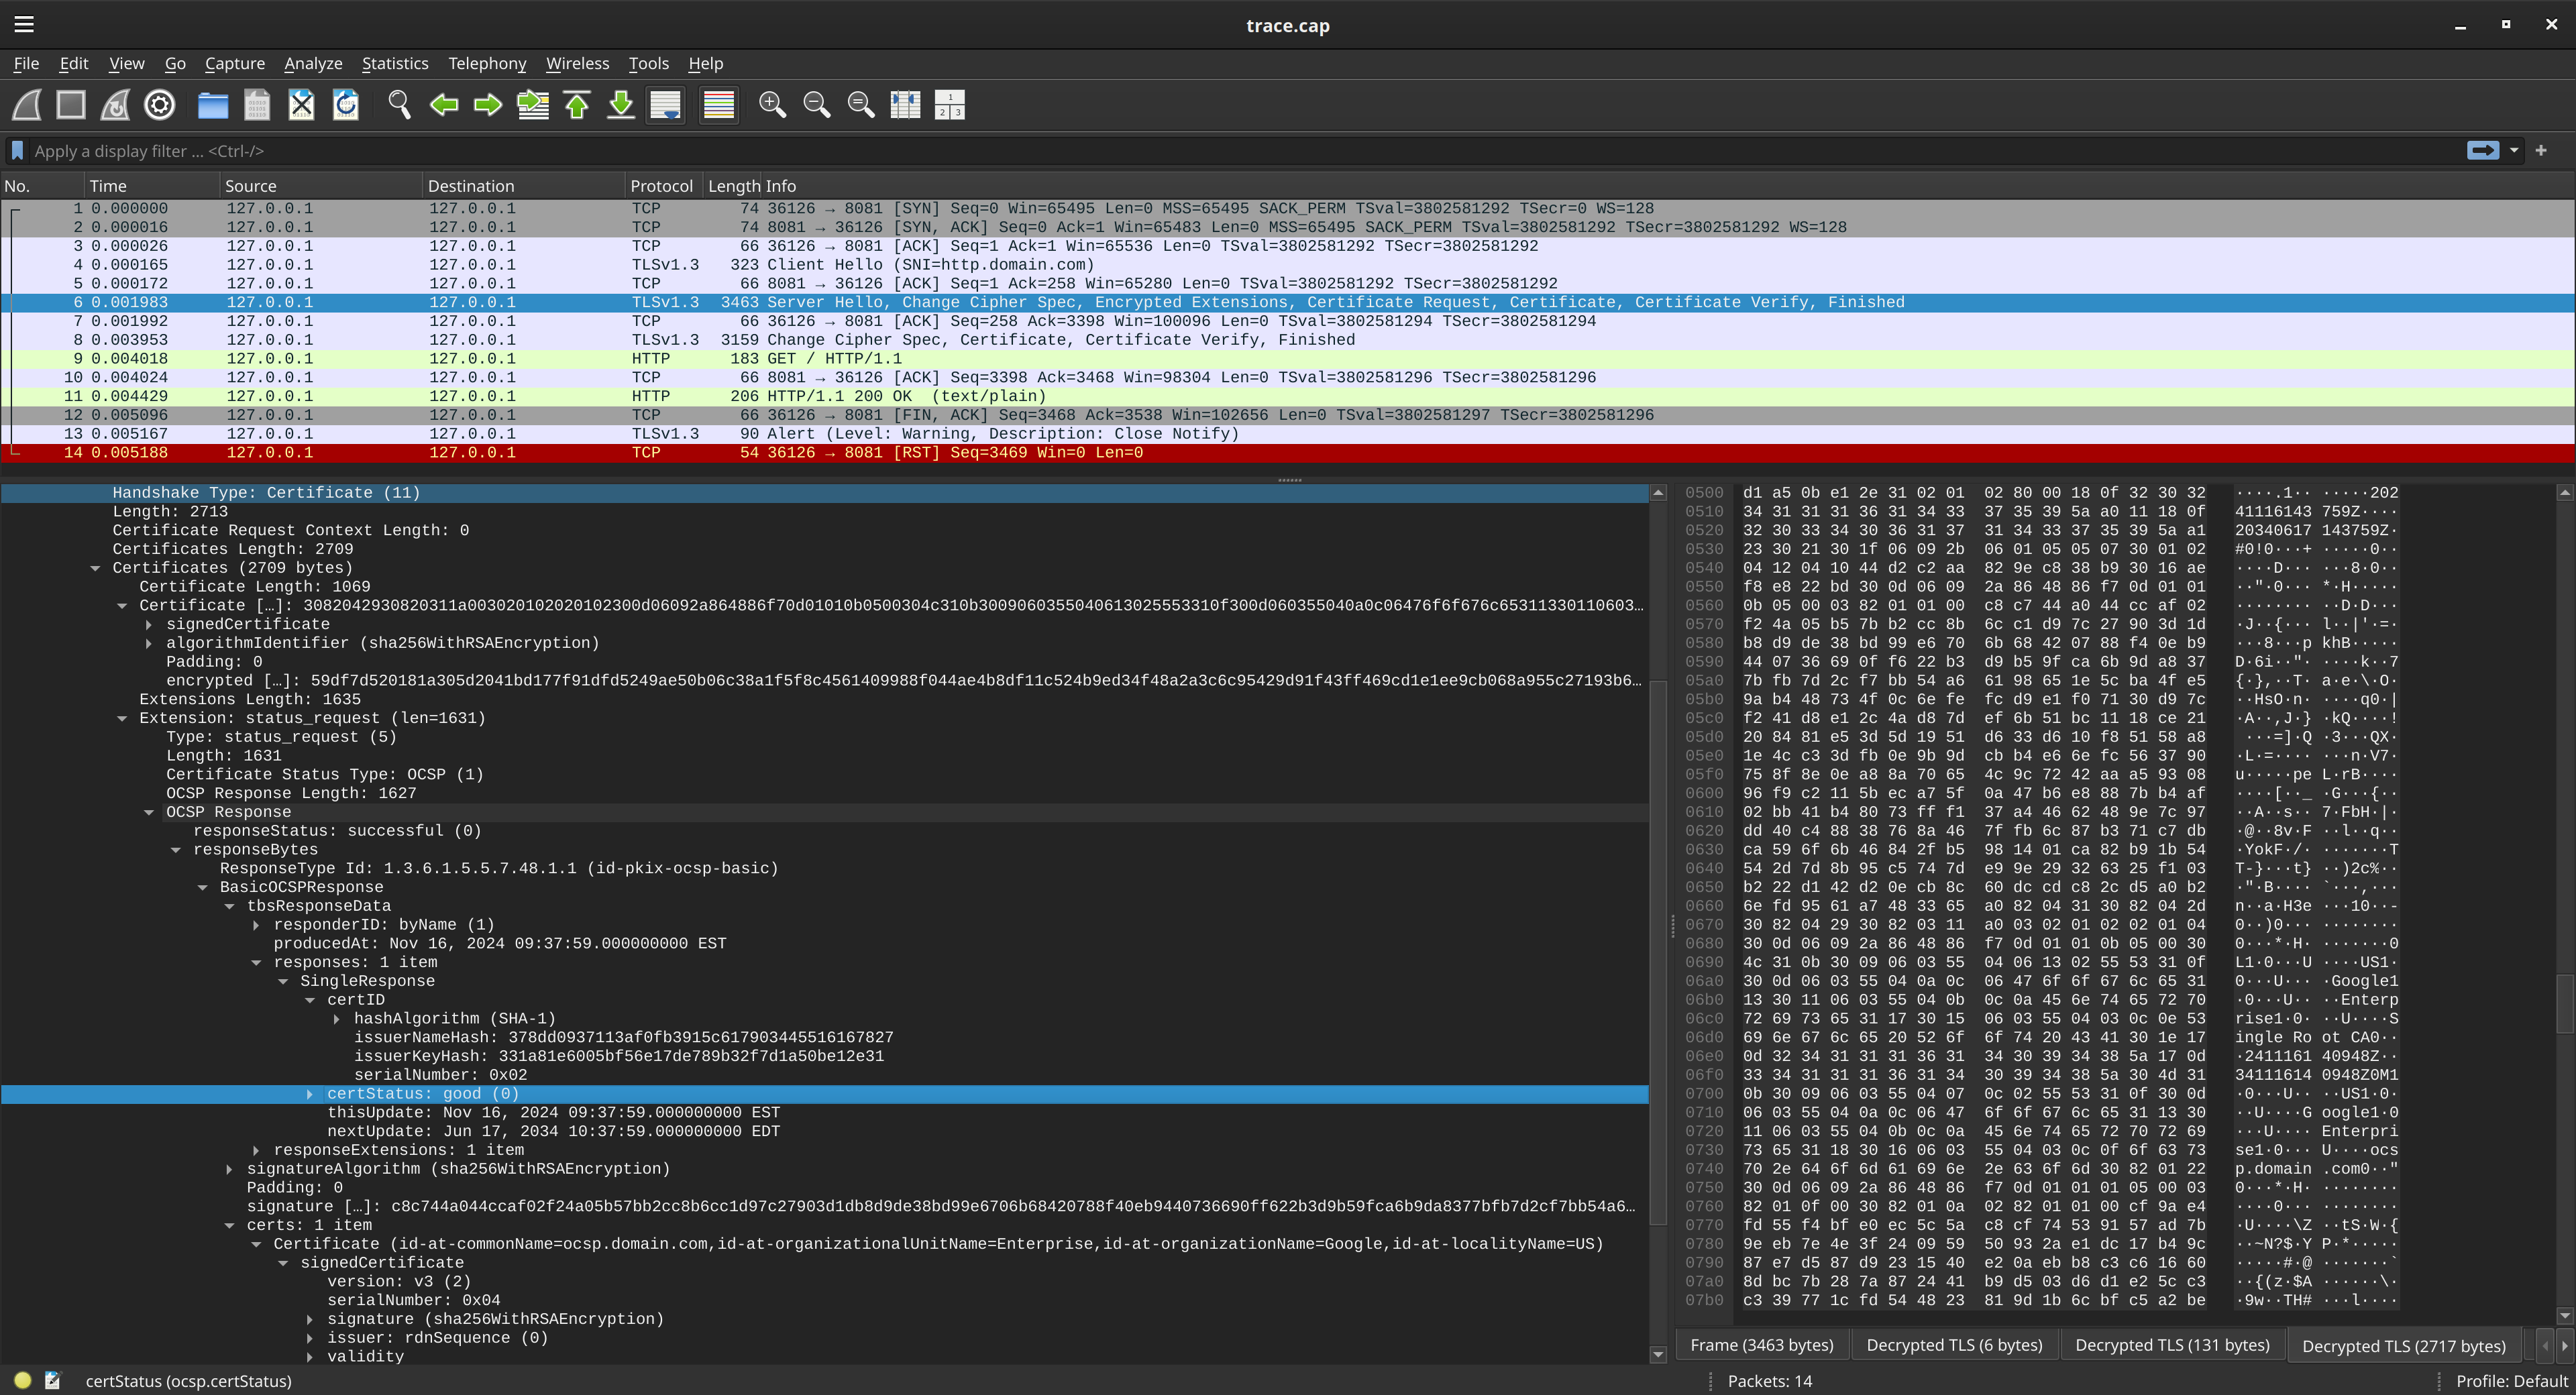 trace.cap
File Edit View Go Capture Analyze Statistics Telephony Wireless Tools Help
Apply a display filter ... <Ctrl-/>
No. Time Source Destination Protocol Length Info
1 0.000000 127.0.0.1 127.0.0.1 TCP 74 36126 → 8081 [SYN] Seq=0 Win=65495 Len=0 MSS=65495 SACK_PERM TSval=3802581292 TSecr=0 WS=128
2 0.000016 127.0.0.1 127.0.0.1 TCP 74 8081 → 36126 [SYN, ACK] Seq=0 Ack=1 Win=65483 Len=0 MSS=65495 SACK_PERM TSval=3802581292 TSecr=3802581292 WS=128
3 0.000026 127.0.0.1 127.0.0.1 TCP 66 36126 → 8081 [ACK] Seq=1 Ack=1 Win=65536 Len=0 TSval=3802581292 TSecr=3802581292
4 0.000165 127.0.0.1 127.0.0.1 TLSv1.3 323 Client Hello (SNI=http.domain.com)
5 0.000172 127.0.0.1 127.0.0.1 TCP 66 8081 → 36126 [ACK] Seq=1 Ack=258 Win=65280 Len=0 TSval=3802581292 TSecr=3802581292
6 0.001983 127.0.0.1 127.0.0.1 TLSv1.3 3463 Server Hello, Change Cipher Spec, Encrypted Extensions, Certificate Request, Certificate, Certificate Verify, Finished
7 0.001992 127.0.0.1 127.0.0.1 TCP 66 36126 → 8081 [ACK] Seq=258 Ack=3398 Win=100096 Len=0 TSval=3802581294 TSecr=3802581294
8 0.003953 127.0.0.1 127.0.0.1 TLSv1.3 3159 Change Cipher Spec, Certificate, Certificate Verify, Finished
9 0.004018 127.0.0.1 127.0.0.1 HTTP 183 GET / HTTP/1.1
10 0.004024 127.0.0.1 127.0.0.1 TCP 66 8081 → 36126 [ACK] Seq=3398 Ack=3468 Win=98304 Len=0 TSval=3802581296 TSecr=3802581296
11 0.004429 127.0.0.1 127.0.0.1 HTTP 206 HTTP/1.1 200 OK  (text/plain)
12 0.005096 127.0.0.1 127.0.0.1 TCP 66 36126 → 8081 [FIN, ACK] Seq=3468 Ack=3538 Win=102656 Len=0 TSval=3802581297 TSecr=3802581296
13 0.005167 127.0.0.1 127.0.0.1 TLSv1.3 90 Alert (Level: Warning, Description: Close Notify)
14 0.005188 127.0.0.1 127.0.0.1 TCP 54 36126 → 8081 [RST] Seq=3469 Win=0 Len=0
Handshake Type: Certificate (11)
Length: 2713
Certificate Request Context Length: 0
Certificates Length: 2709
Certificates (2709 bytes)
Certificate Length: 1069
Certificate […]: 3082042930820311a003020102020102300d06092a864886f70d01010b0500304c310b3009060355040613025553310f300d060355040a0c06476f6f676c65311330110603…
signedCertificate
algorithmIdentifier (sha256WithRSAEncryption)
Padding: 0
encrypted […]: 59df7d520181a305d2041bd177f91dfd5249ae50b06c38a1f5f8c4561409988f044ae4b8df11c524b9ed34f48a2a3c6c95429d91f43ff469cd1e1ee9cb068a955c27193b6…
Extensions Length: 1635
Extension: status_request (len=1631)
Type: status_request (5)
Length: 1631
Certificate Status Type: OCSP (1)
OCSP Response Length: 1627
OCSP Response
responseStatus: successful (0)
responseBytes
ResponseType Id: 1.3.6.1.5.5.7.48.1.1 (id-pkix-ocsp-basic)
BasicOCSPResponse
tbsResponseData
responderID: byName (1)
producedAt: Nov 16, 2024 09:37:59.000000000 EST
responses: 1 item
SingleResponse
certID
hashAlgorithm (SHA-1)
issuerNameHash: 378dd0937113af0fb3915c617903445516167827
issuerKeyHash: 331a81e6005bf56e17de789b32f7d1a50be12e31
serialNumber: 0x02
certStatus: good (0)
thisUpdate: Nov 16, 2024 09:37:59.000000000 EST
nextUpdate: Jun 17, 2034 10:37:59.000000000 EDT
responseExtensions: 1 item
signatureAlgorithm (sha256WithRSAEncryption)
Padding: 0
signature […]: c8c744a044ccaf02f24a05b57bb2cc8b6cc1d97c27903d1db8d9de38bd99e6706b68420788f40eb9440736690ff622b3d9b59fca6b9da8377bfb7d2cf7bb54a6…
certs: 1 item
Certificate (id-at-commonName=ocsp.domain.com,id-at-organizationalUnitName=Enterprise,id-at-organizationName=Google,id-at-localityName=US)
signedCertificate
version: v3 (2)
serialNumber: 0x04
signature (sha256WithRSAEncryption)
issuer: rdnSequence (0)
validity
0500 d1 a5 0b e1 2e 31 02 01 02 80 00 18 0f 32 30 32 ····.1·· ·····202
0510 34 31 31 31 36 31 34 33 37 35 39 5a a0 11 18 0f 41116143 759Z····
0520 32 30 33 34 30 36 31 37 31 34 33 37 35 39 5a a1 20340617 143759Z·
0530 23 30 21 30 1f 06 09 2b 06 01 05 05 07 30 01 02 #0!0···+ ·····0··
0540 04 12 04 10 44 d2 c2 aa 82 9e c8 38 b9 30 16 ae ····D··· ···8·0··
0550 f8 e8 22 bd 30 0d 06 09 2a 86 48 86 f7 0d 01 01 ··"·0··· *·H·····
0560 0b 05 00 03 82 01 01 00 c8 c7 44 a0 44 cc af 02 ········ ··D·D···
0570 f2 4a 05 b5 7b b2 cc 8b 6c c1 d9 7c 27 90 3d 1d ·J··{··· l··|'·=·
0580 b8 d9 de 38 bd 99 e6 70 6b 68 42 07 88 f4 0e b9 ···8···p khB·····
0590 44 07 36 69 0f f6 22 b3 d9 b5 9f ca 6b 9d a8 37 D·6i··"· ····k··7
05a0 7b fb 7d 2c f7 bb 54 a6 61 98 65 1e 5c ba 4f e5 {·},··T· a·e·\·O·
05b0 9a b4 48 73 4f 0c 6e fe fc d9 e1 f0 71 30 d9 7c ··HsO·n· ····q0·|
05c0 f2 41 d8 e1 2c 4a d8 7d ef 6b 51 bc 11 18 ce 21 ·A··,J·} ·kQ····!
05d0 20 84 81 e5 3d 5d 19 51 d6 33 d6 10 f8 51 58 a8  ···=]·Q ·3···QX·
05e0 1e 4c c3 3d fb 0e 9b 9d cb b4 e6 6e fc 56 37 90 ·L·=···· ···n·V7·
05f0 75 8f 8e 0e a8 8a 70 65 4c 9c 72 42 aa a5 93 08 u·····pe L·rB····
0600 96 f9 c2 11 5b ec a7 5f 0a 47 b6 e8 88 7b b4 af ····[··_ ·G···{··
0610 02 bb 41 b4 80 73 ff f1 37 a4 46 62 48 9e 7c 97 ··A··s·· 7·FbH·|·
0620 dd 40 c4 88 38 76 8a 46 7f fb 6c 87 b3 71 c7 db ·@··8v·F ··l··q··
0630 ca 59 6f 6b 46 84 2f b5 98 14 01 ca 82 b9 1b 54 ·YokF·/· ·······T
0640 54 2d 7d 8b 95 c5 74 7d e9 9e 29 32 63 25 f1 03 T-}···t} ··)2c%··
0650 b2 22 d1 42 d2 0e cb 8c 60 dc cd c8 2c d5 a0 b2 ·"·B···· `···,···
0660 6e fd 95 61 a7 48 33 65 a0 82 04 31 30 82 04 2d n··a·H3e ···10··-
0670 30 82 04 29 30 82 03 11 a0 03 02 01 02 02 01 04 0··)0··· ········
0680 30 0d 06 09 2a 86 48 86 f7 0d 01 01 0b 05 00 30 0···*·H· ·······0
0690 4c 31 0b 30 09 06 03 55 04 06 13 02 55 53 31 0f L1·0···U ····US1·
06a0 30 0d 06 03 55 04 0a 0c 06 47 6f 6f 67 6c 65 31 0···U··· ·Google1
06b0 13 30 11 06 03 55 04 0b 0c 0a 45 6e 74 65 72 70 ·0···U·· ··Enterp
06c0 72 69 73 65 31 17 30 15 06 03 55 04 03 0c 0e 53 rise1·0· ··U····S
06d0 69 6e 67 6c 65 20 52 6f 6f 74 20 43 41 30 1e 17 ingle Ro ot CA0··
06e0 0d 32 34 31 31 31 36 31 34 30 39 34 38 5a 17 0d ·2411161 40948Z··
06f0 33 34 31 31 31 36 31 34 30 39 34 38 5a 30 4d 31 34111614 0948Z0M1
0700 0b 30 09 06 03 55 04 07 0c 02 55 53 31 0f 30 0d ·0···U·· ··US1·0·
0710 06 03 55 04 0a 0c 06 47 6f 6f 67 6c 65 31 13 30 ··U····G oogle1·0
0720 11 06 03 55 04 0b 0c 0a 45 6e 74 65 72 70 72 69 ···U···· Enterpri
0730 73 65 31 18 30 16 06 03 55 04 03 0c 0f 6f 63 73 se1·0··· U····ocs
0740 70 2e 64 6f 6d 61 69 6e 2e 63 6f 6d 30 82 01 22 p.domain .com0··"
0750 30 0d 06 09 2a 86 48 86 f7 0d 01 01 01 05 00 03 0···*·H· ········
0760 82 01 0f 00 30 82 01 0a 02 82 01 01 00 cf 9a e4 ····0··· ········
0770 fd 55 f4 bf e0 ec 5c 5a c8 cf 74 53 91 57 ad 7b ·U····\Z ··tS·W·{
0780 9e eb 7e 4e 3f 24 09 59 50 93 2a e1 dc 17 b4 9c ··~N?$·Y P·*·····
0790 87 e7 d5 87 d9 23 15 40 e2 0a eb b8 c3 c6 16 60 ·····#·@ ·······`
07a0 8d bc 7b 28 7a 87 24 41 b9 d5 03 d6 d1 e2 5c c3 ··{(z·$A ······\·
07b0 c3 39 77 1c fd 54 48 23 81 9d 1b 6c bf c5 a2 be ·9w··TH# ···l····
Frame (3463 bytes) Decrypted TLS (6 bytes) Decrypted TLS (131 bytes) Decrypted TLS (2717 bytes)
certStatus (ocsp.certStatus) Packets: 14 Profile: Default